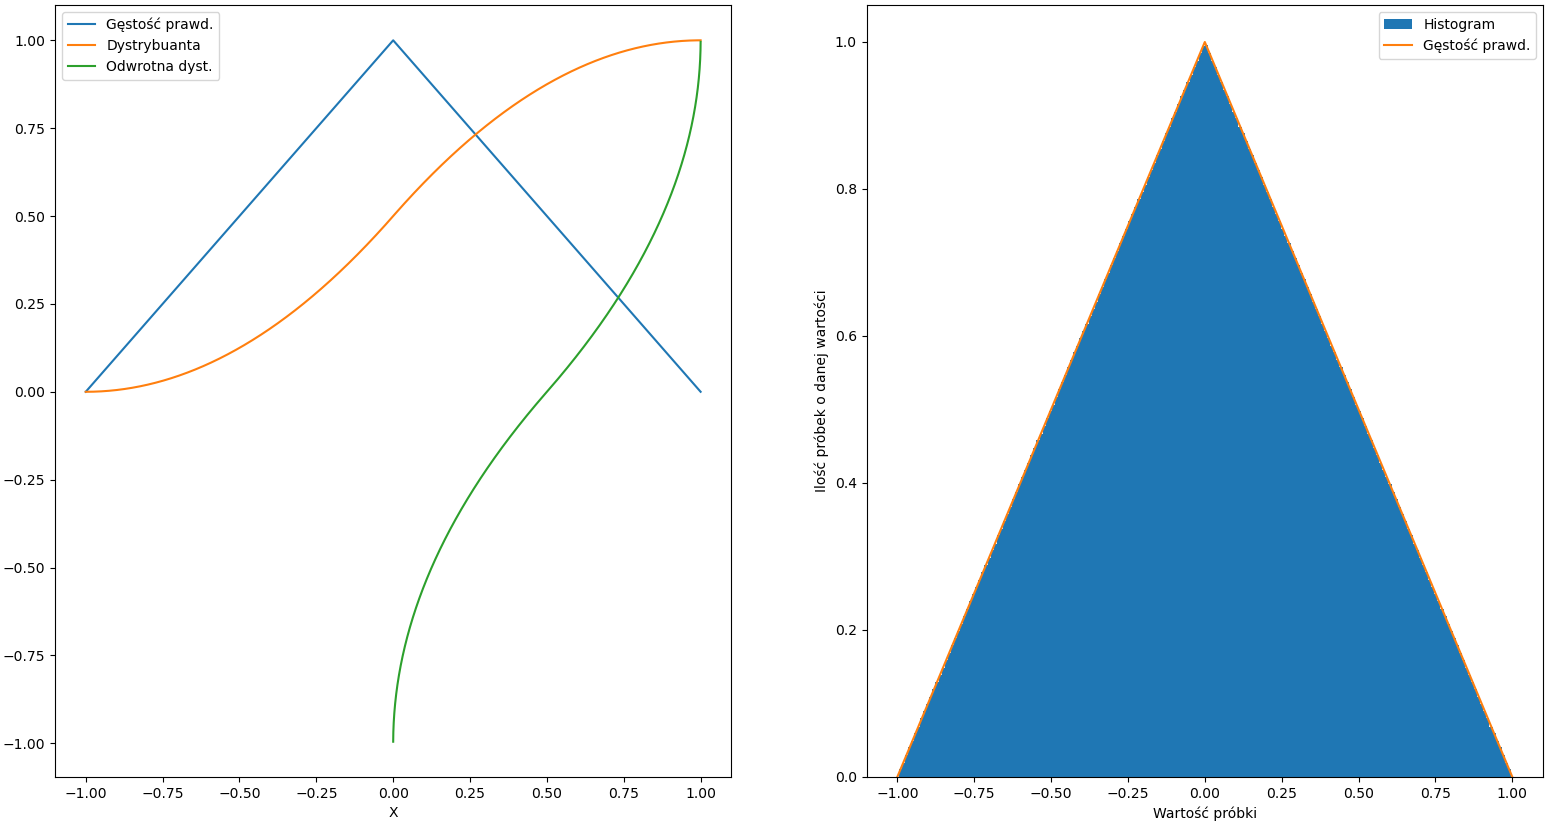 Gęstość prawd.
Dystrybuanta
Odwrotna dyst.
1.00
0.75
0.50
0.25
0.00
−0.25
−0.50
−0.75
−1.00
−1.00 −0.75 −0.50 −0.25 0.00 0.25 0.50 0.75 1.00
X
Histogram
Gęstość prawd.
1.0
0.8
0.6
0.4
0.2
0.0
Ilość próbek o danej wartości
−1.00 −0.75 −0.50 −0.25 0.00 0.25 0.50 0.75 1.00
Wartość próbki